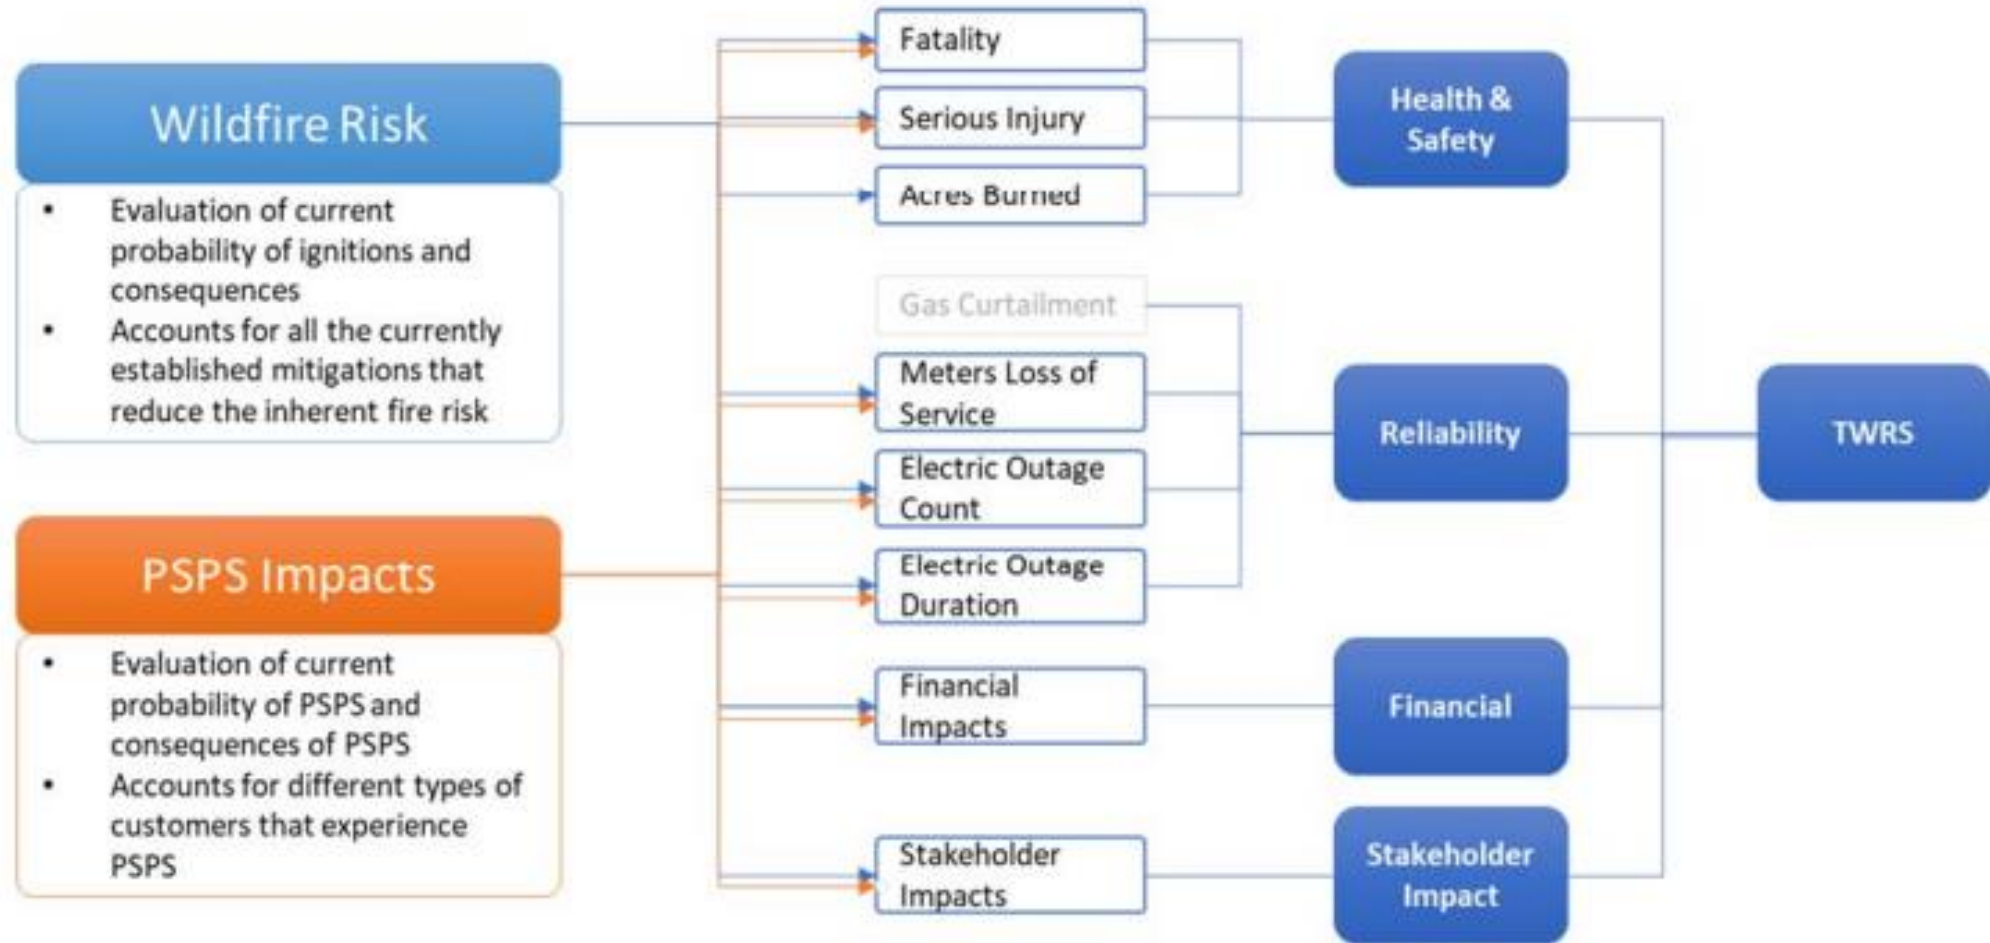 Wildfire Risk
• Evaluation of current
probability of ignitions and
consequences
• Accounts for all the currently
established mitigations that
reduce the inherent fire risk
PSPS Impacts
• Evaluation of current
probability of PSPS and
consequences of PSPS
• Accounts for different types of
customers that experience
PSPS
Fatality
Serious Injury
Acres Burned
Gas Curtailment
Meters Loss of
Service
Electric Outage
Count
Electric Outage
Duration
Financial
Impacts
Stakeholder
Impacts
Health &
Safety
Reliability
Financial
Stakeholder
Impact
TWRS